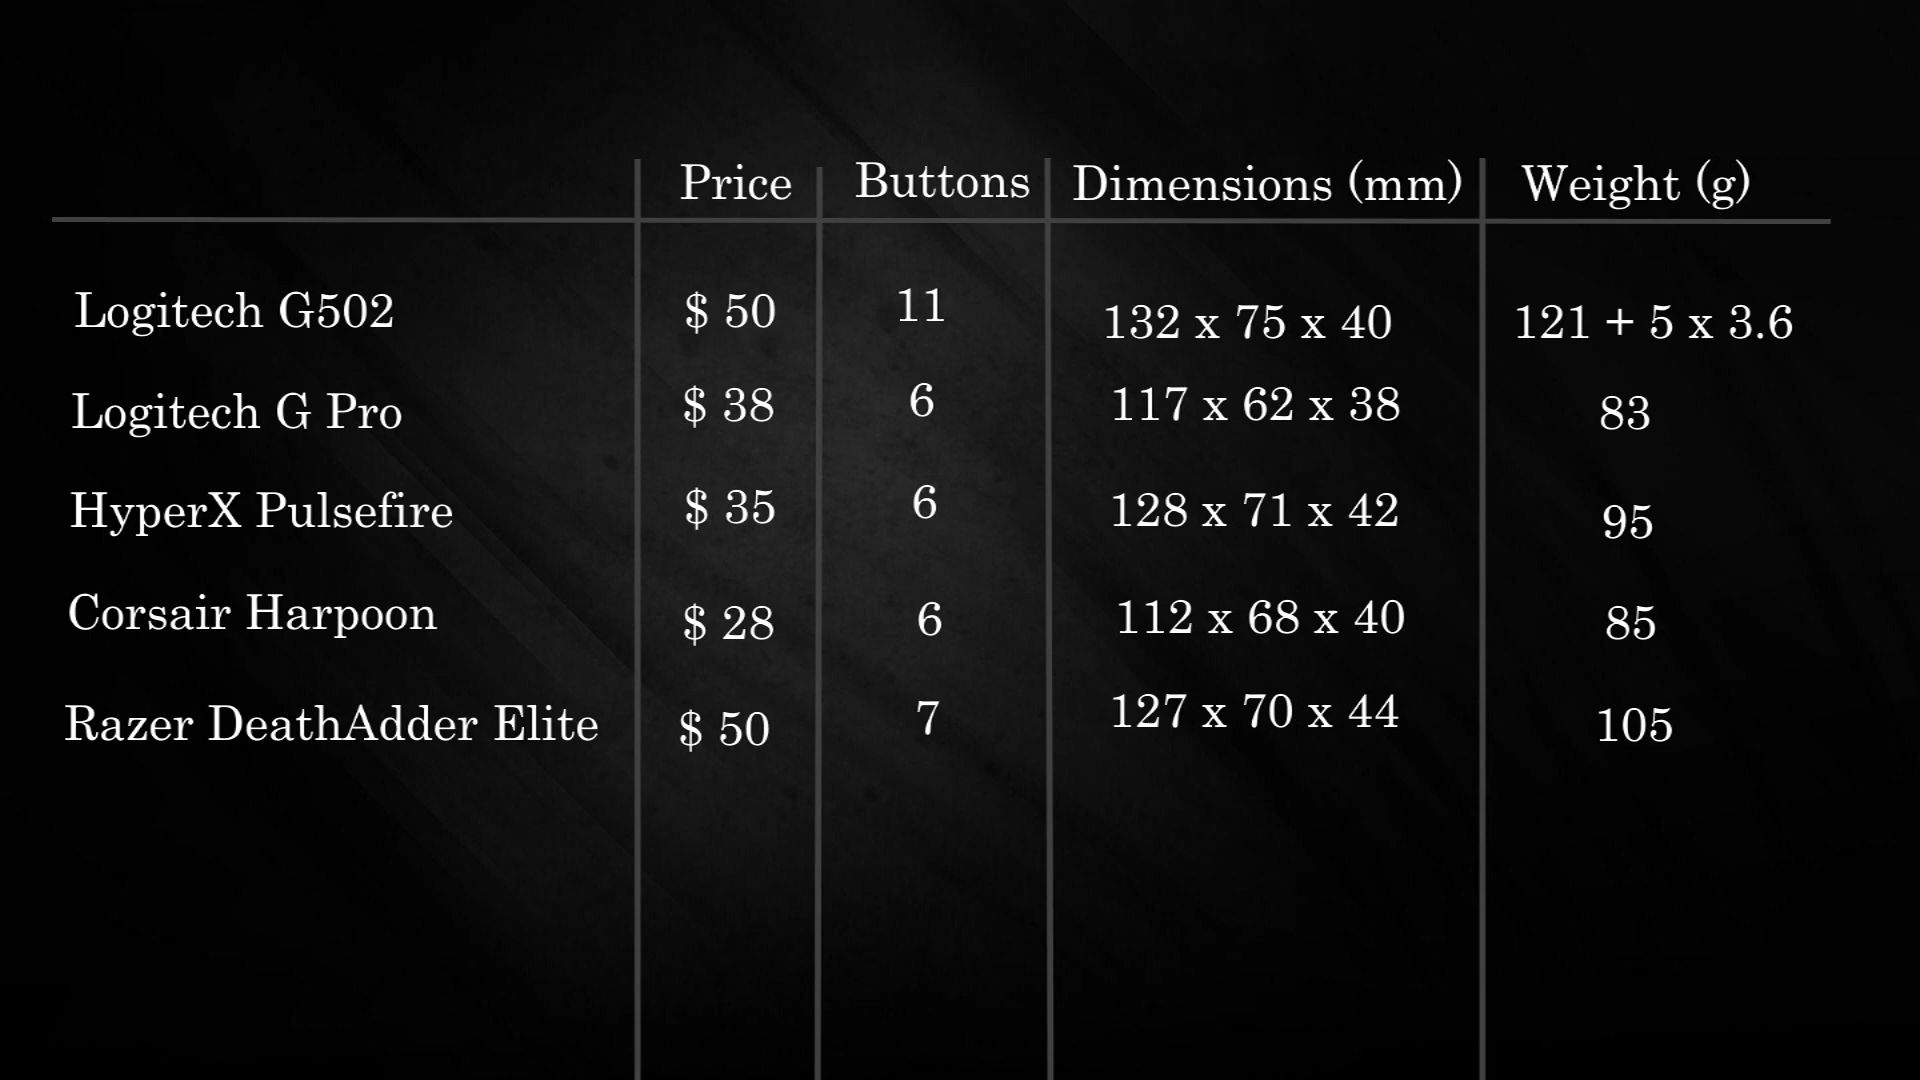 Price Buttons Dimensions (mm) Weight (g)
Logitech G502 $ 50 11 132 x 75 x 40 121 + 5 x 3.6
Logitech G Pro $ 38 6 117 x 62 x 38 83
HyperX Pulsefire $ 35 6 128 x 71 x 42 95
Corsair Harpoon $ 28 6 112 x 68 x 40 85
Razer DeathAdder Elite $ 50 7 127 x 70 x 44 105